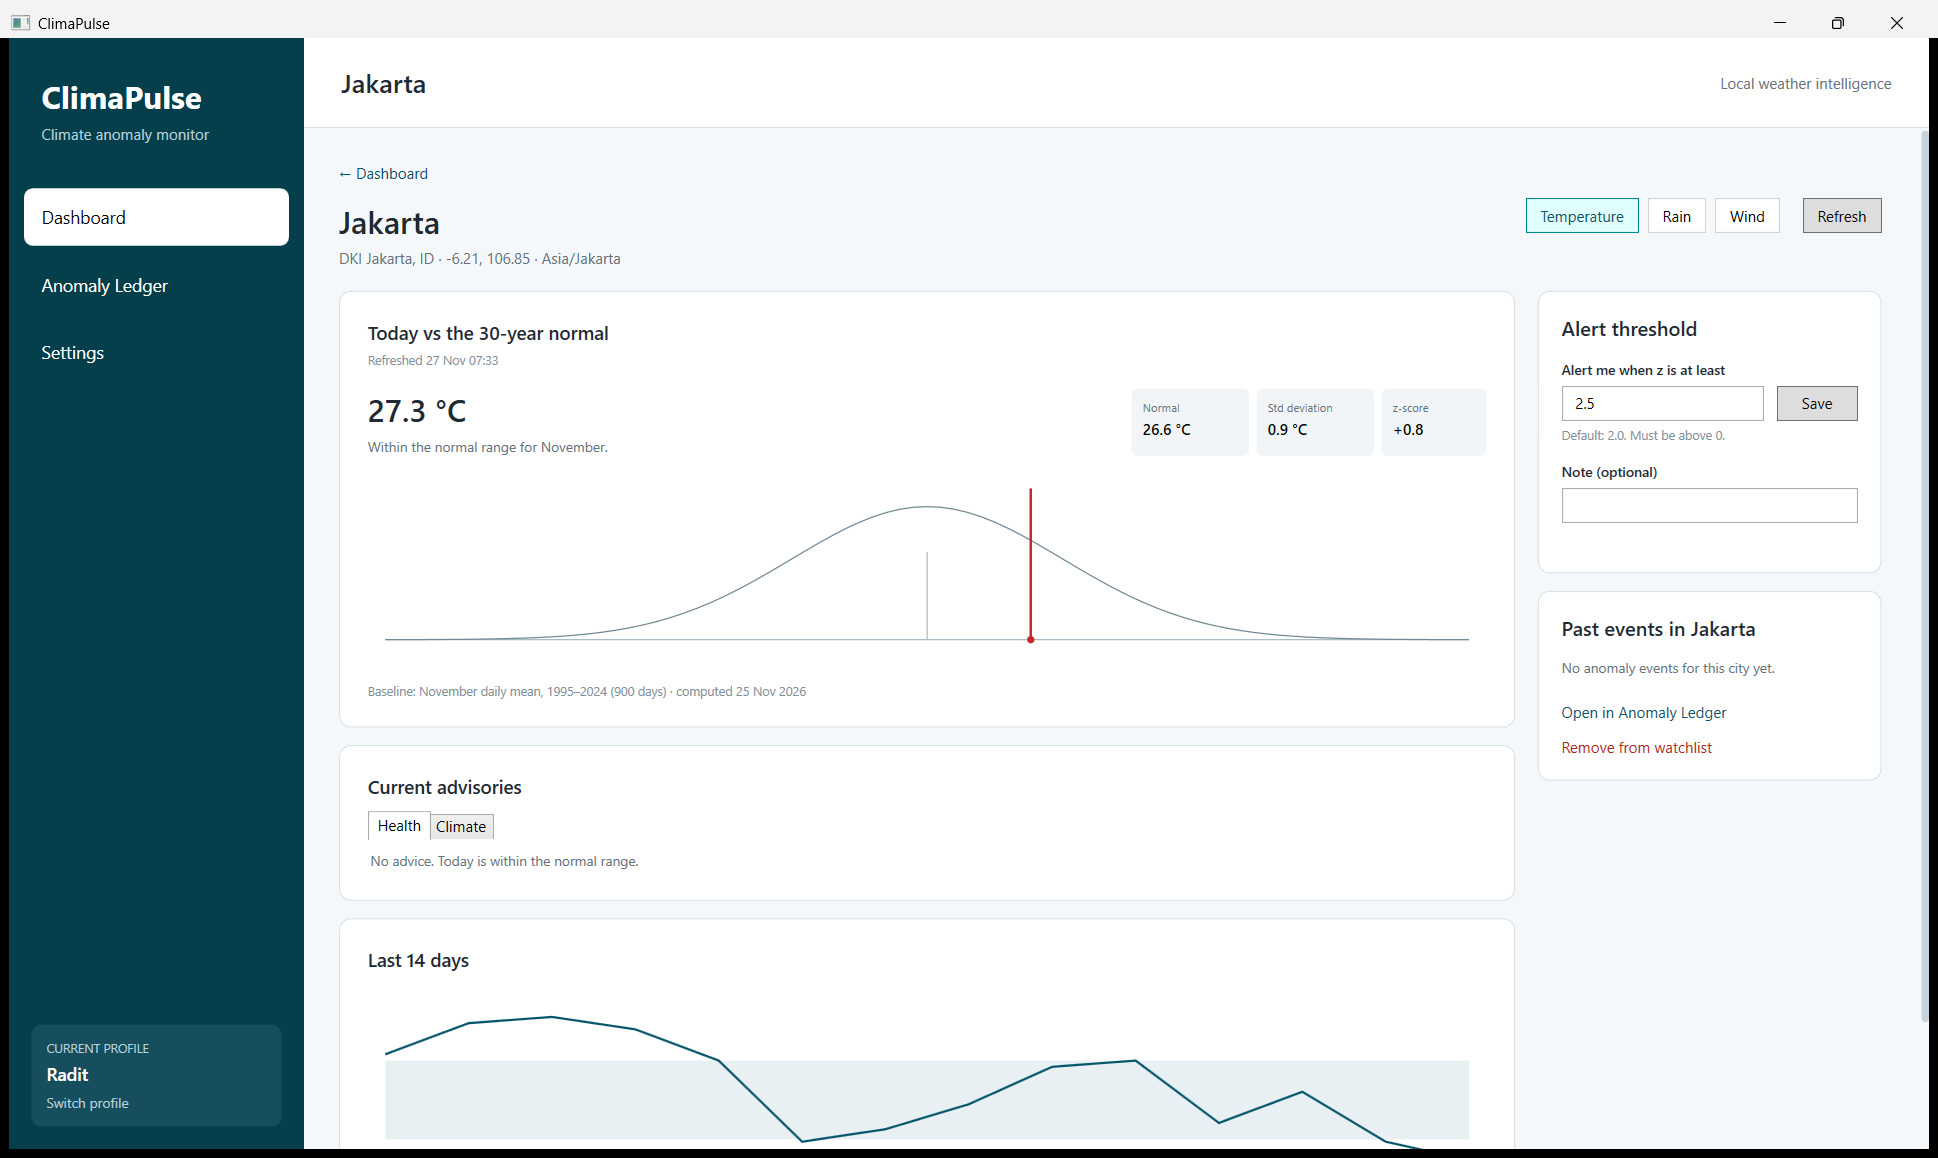 ClimaPulse
ClimaPulse
Climate anomaly monitor
Dashboard
Anomaly Ledger
Settings
CURRENT PROFILE
Radit
Switch profile
Jakarta
Local weather intelligence
← Dashboard
Jakarta
DKI Jakarta, ID · -6.21, 106.85 · Asia/Jakarta
Temperature
Rain
Wind
Refresh
Today vs the 30-year normal
Refreshed 27 Nov 07:33
27.3 °C
Within the normal range for November.
Normal
26.6 °C
Std deviation
0.9 °C
z-score
+0.8
Baseline: November daily mean, 1995–2024 (900 days) · computed 25 Nov 2026
Current advisories
Health
Climate
No advice. Today is within the normal range.
Last 14 days
Alert threshold
Alert me when z is at least
2.5
Save
Default: 2.0. Must be above 0.
Note (optional)
Past events in Jakarta
No anomaly events for this city yet.
Open in Anomaly Ledger
Remove from watchlist